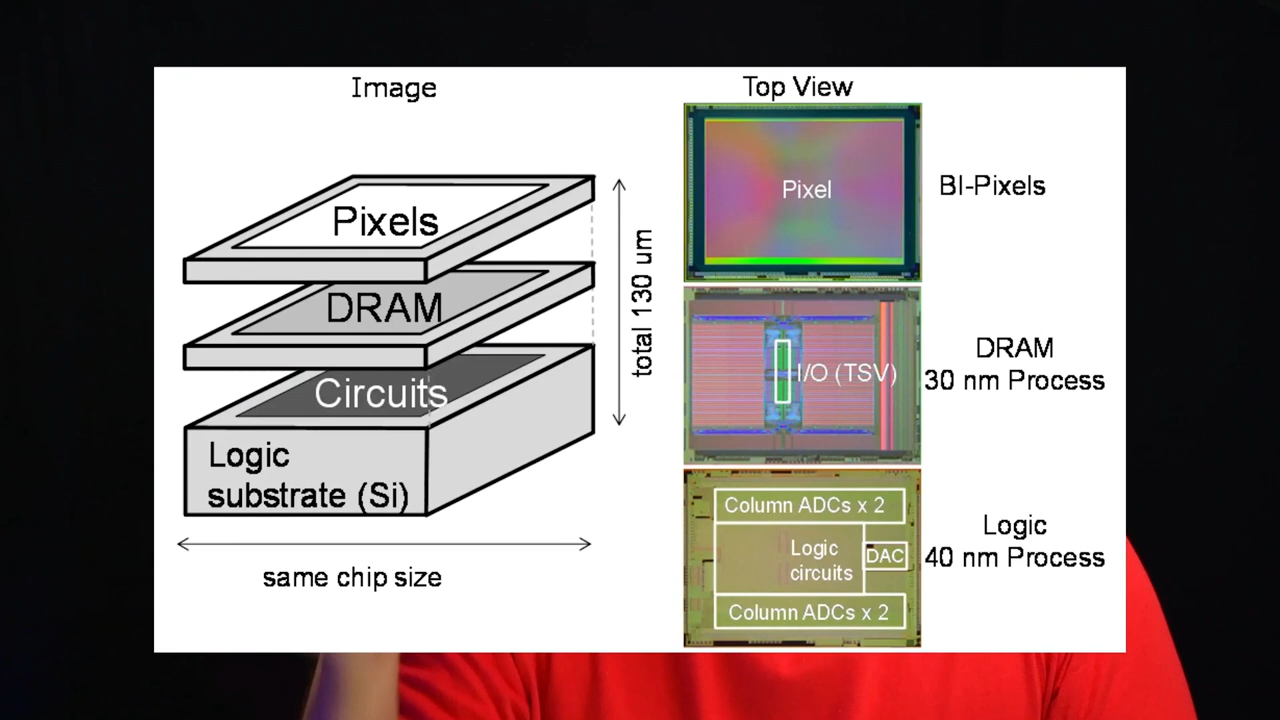 Image
Pixels
DRAM
Circuits
Logic
substrate (Si)
total 130 um
same chip size
Top View
Pixel
BI-Pixels
I/O (TSV)
DRAM
30 nm Process
Column ADCs x 2
Logic
circuits
DAC
Column ADCs x 2
Logic
40 nm Process